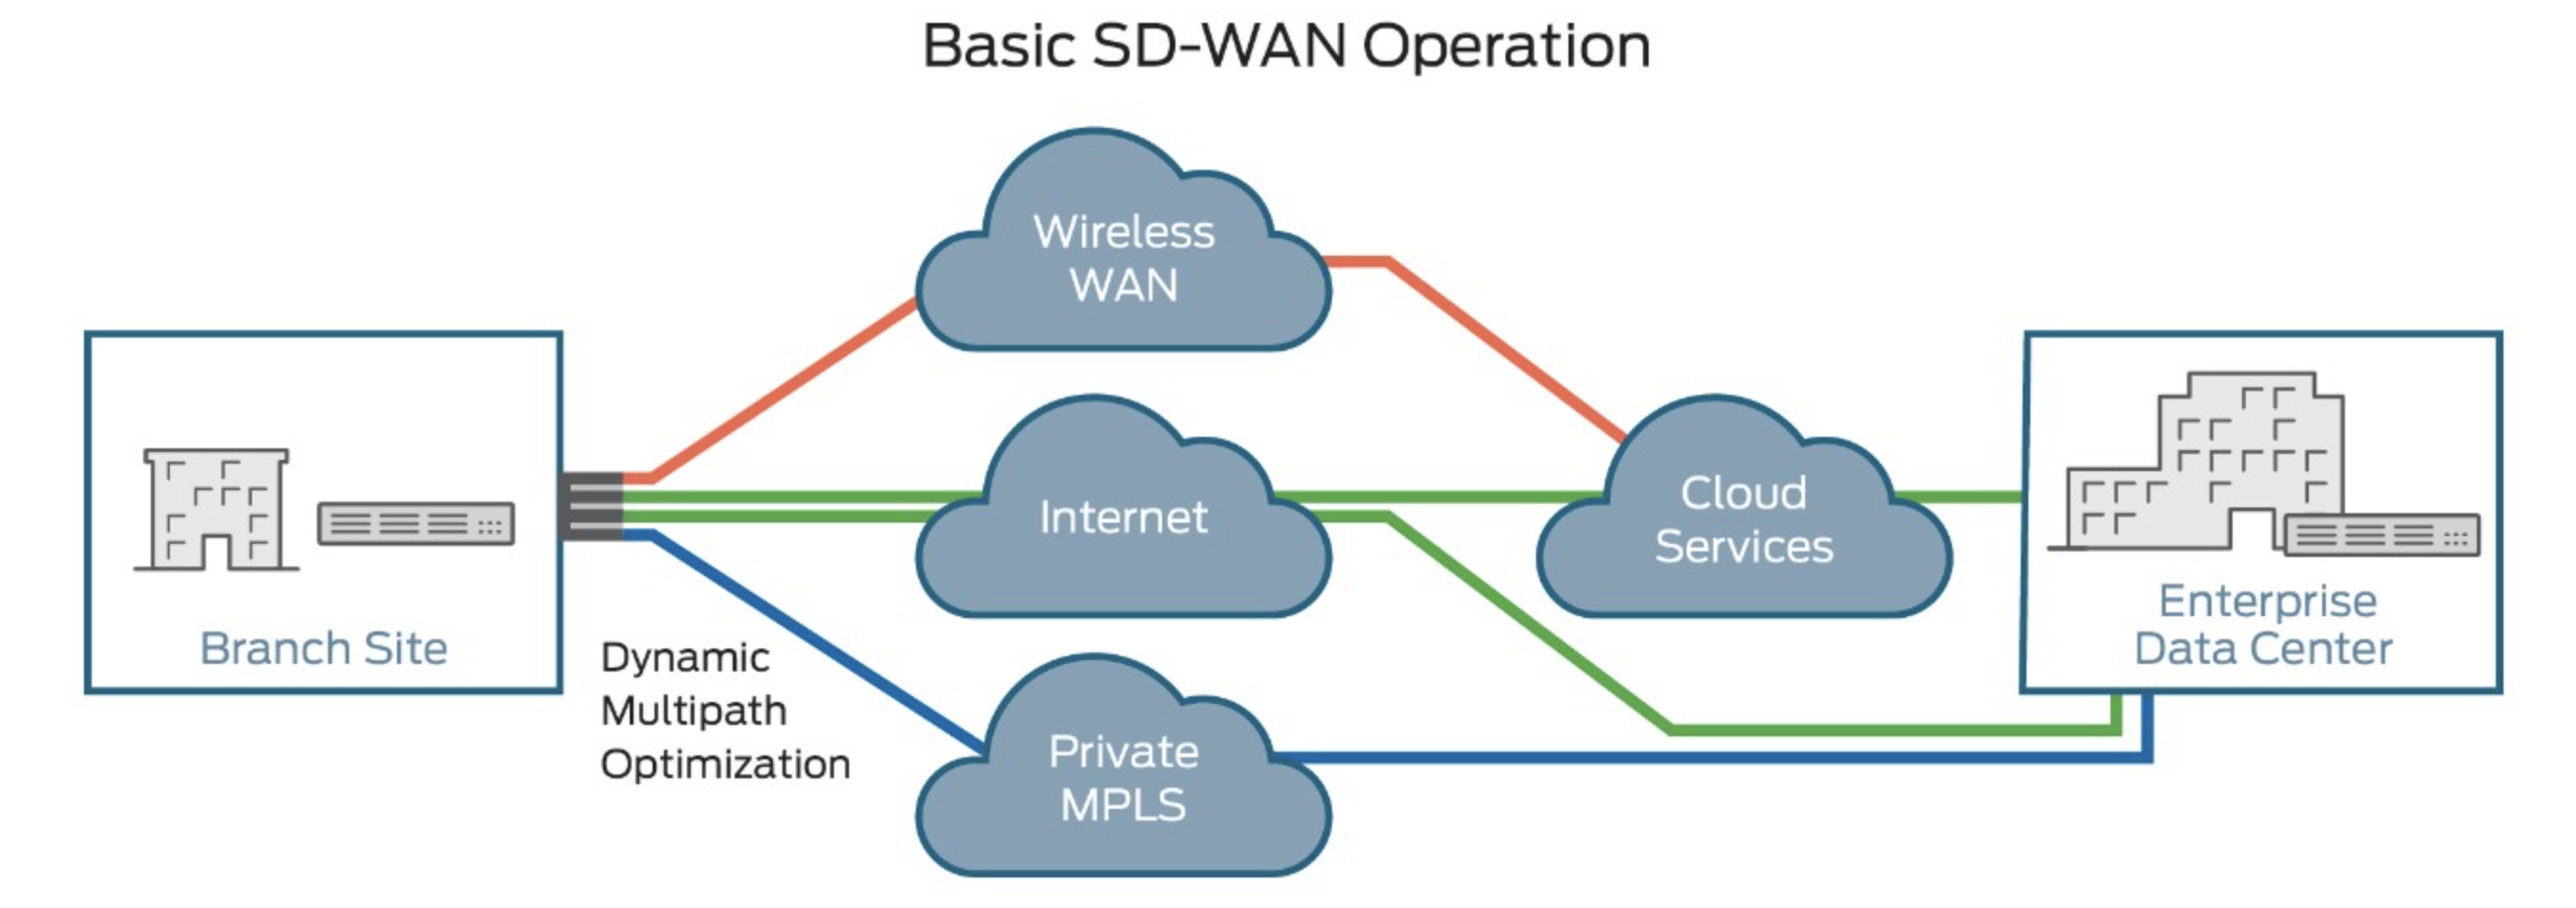 Basic SD-WAN Operation
Wireless
WAN
Internet
Cloud
Services
Branch Site
Enterprise
Data Center
Dynamic
Multipath
Optimization
Private
MPLS